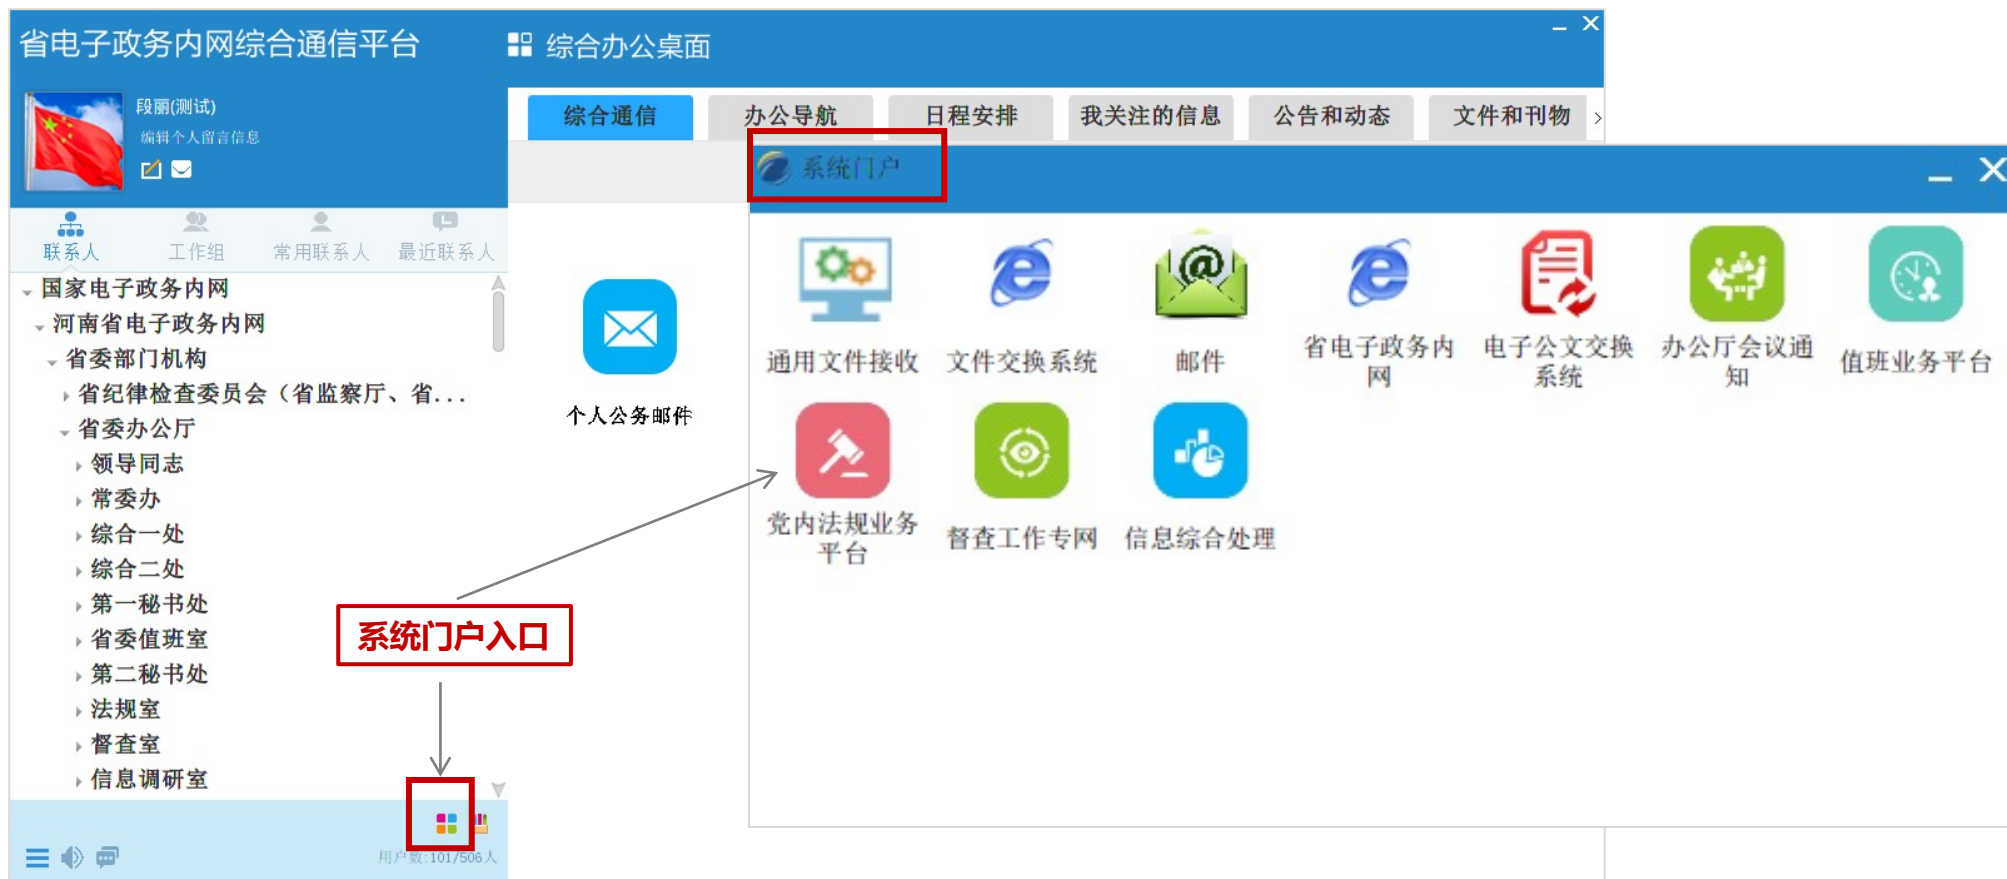 省电子政务内网综合通信平台
综合办公桌面
段丽(测试)
编辑个人留言信息
综合通信
办公导航
日程安排
我关注的信息
公告和动态
文件和刊物
系统门户
联系人
工作组
常用联系人
最近联系人
国家电子政务内网
河南省电子政务内网
省委部门机构
省纪律检查委员会（省监察厅、省...
省委办公厅
领导同志
常委办
综合一处
综合二处
第一秘书处
省委值班室
第二秘书处
法规室
督查室
信息调研室
用户数:101/506人
个人公务邮件
通用文件接收
文件交换系统
邮件
省电子政务内
网
电子公文交换
系统
办公厅会议通
知
值班业务平台
党内法规业务
平台
督查工作专网
信息综合处理
系统门户入口